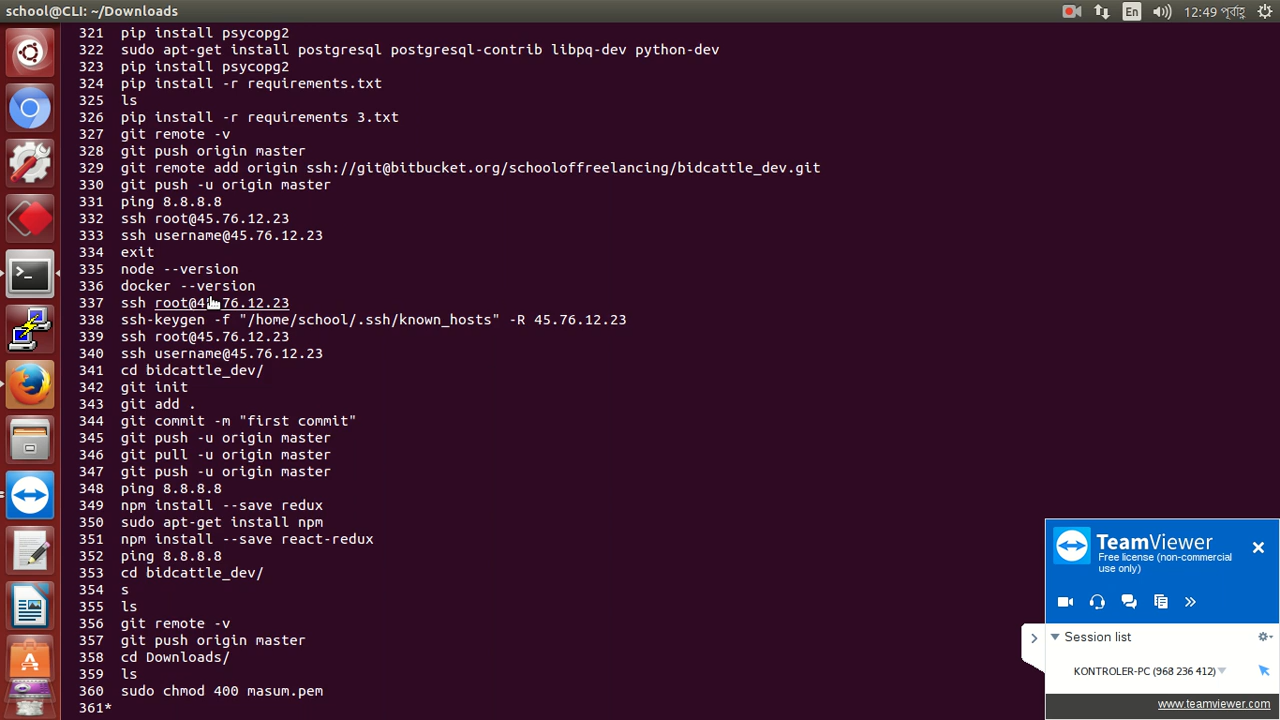 school@CLI: ~/Downloads
En
12:49 পূর্বাহ্ণ
321 pip install psycopg2
322 sudo apt-get install postgresql postgresql-contrib libpq-dev python-dev
323 pip install psycopg2
324 pip install -r requirements.txt
325 ls
326 pip install -r requirements 3.txt
327 git remote -v
328 git push origin master
329 git remote add origin ssh://git@bitbucket.org/schooloffreelancing/bidcattle_dev.git
330 git push -u origin master
331 ping 8.8.8.8
332 ssh root@45.76.12.23
333 ssh username@45.76.12.23
334 exit
335 node --version
336 docker --version
337 ssh root@45.76.12.23
338 ssh-keygen -f "/home/school/.ssh/known_hosts" -R 45.76.12.23
339 ssh root@45.76.12.23
340 ssh username@45.76.12.23
341 cd bidcattle_dev/
342 git init
343 git add .
344 git commit -m "first commit"
345 git push -u origin master
346 git pull -u origin master
347 git push -u origin master
348 ping 8.8.8.8
349 npm install --save redux
350 sudo apt-get install npm
351 npm install --save react-redux
352 ping 8.8.8.8
353 cd bidcattle_dev/
354 s
355 ls
356 git remote -v
357 git push origin master
358 cd Downloads/
359 ls
360 sudo chmod 400 masum.pem
361*
TeamViewer
Free license (non-commercial
use only)
Session list
KONTROLER-PC (968 236 412)
www.teamviewer.com